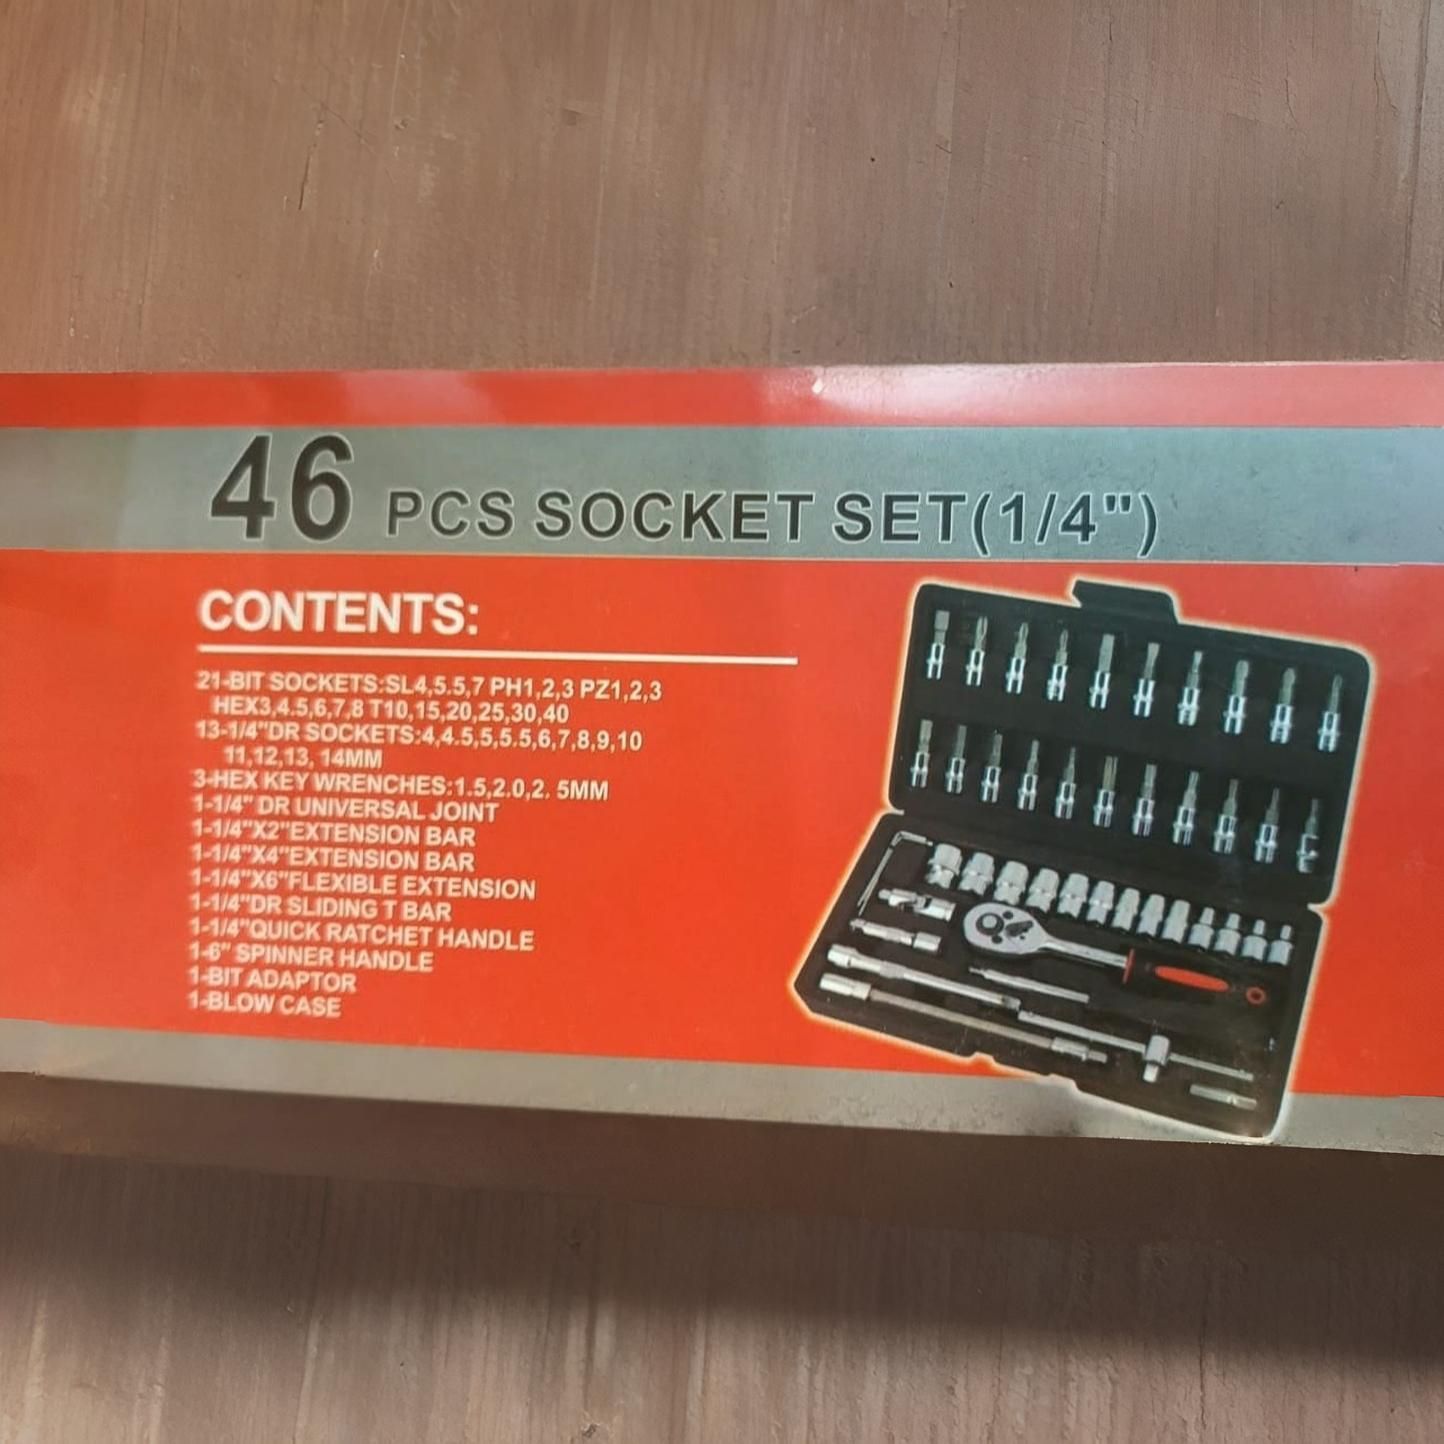 46 PCS SOCKET SET(1/4")
CONTENTS:
21-BIT SOCKETS:SL4,5.5,7 PH1,2,3 PZ1,2,3
HEX3,4.5,6,7,8 T10,15,20,25,30,40
13-1/4"DR SOCKETS:4,4.5,5,5.5,6,7,8,9,10
11,12,13, 14MM
3-HEX KEY WRENCHES:1.5,2.0,2. 5MM
1-1/4" DR UNIVERSAL JOINT
1-1/4"X2"EXTENSION BAR
1-1/4"X4"EXTENSION BAR
1-1/4"X6"FLEXIBLE EXTENSION
1-1/4"DR SLIDING T BAR
1-1/4"QUICK RATCHET HANDLE
1-6" SPINNER HANDLE
1-BIT ADAPTOR
1-BLOW CASE